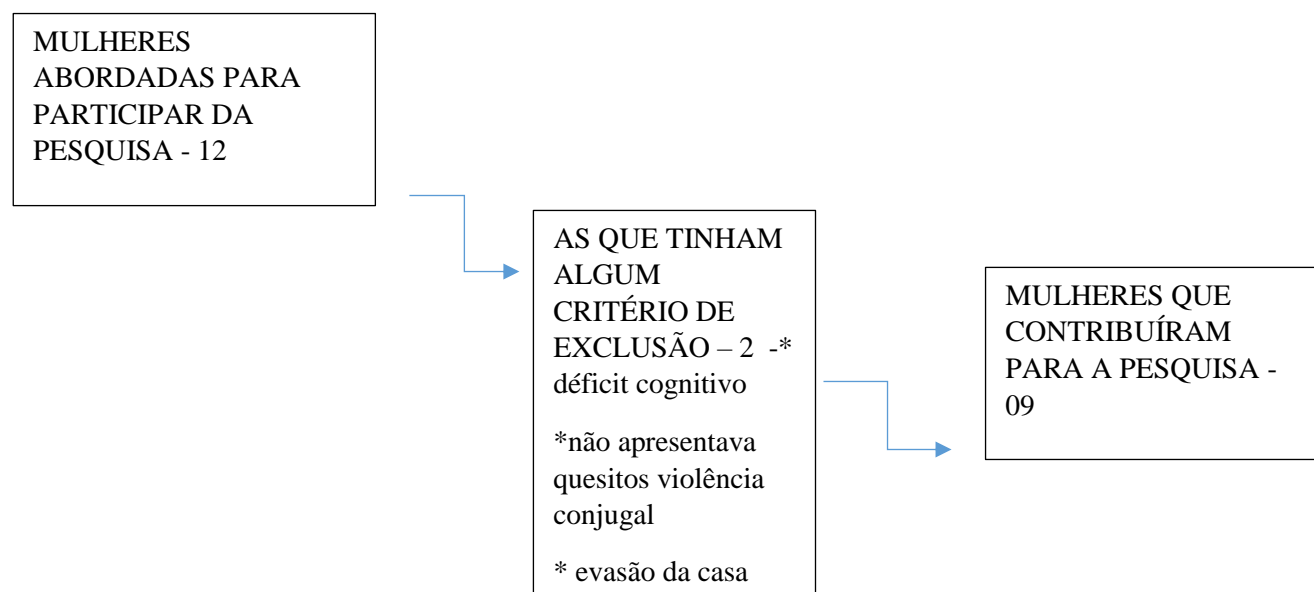 MULHERES
ABORDADAS PARA
PARTICIPAR DA
PESQUISA - 12
AS QUE TINHAM
ALGUM
CRITÉRIO DE
EXCLUSÃO – 2 -*
déficit cognitivo
*não apresentava
quesitos violência
conjugal
* evasão da casa
MULHERES QUE
CONTRIBUÍRAM
PARA A PESQUISA -
09